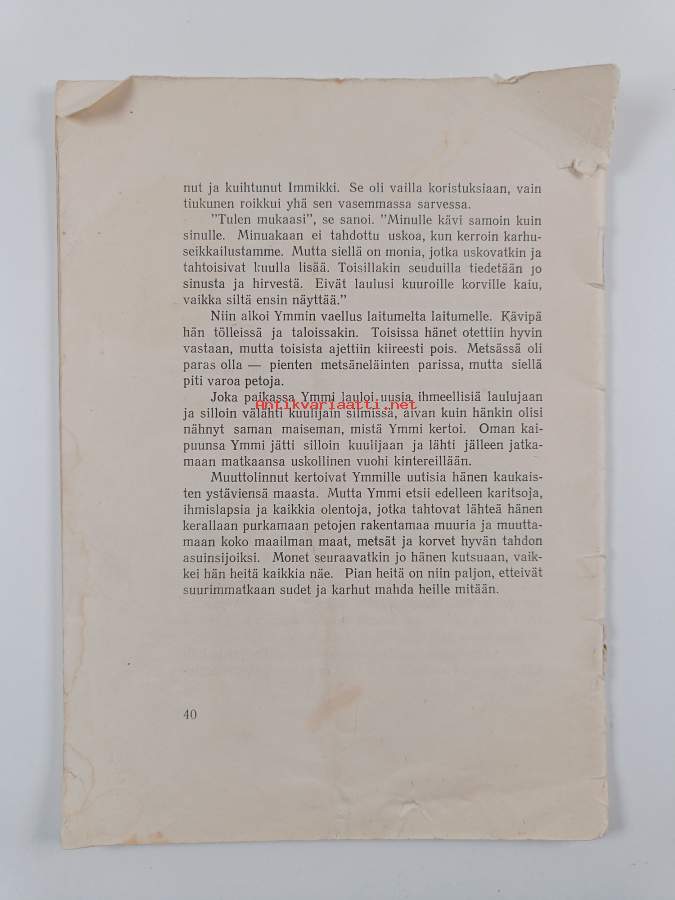 nut ja kuihtunut Immikki. Se oli vailla koristuksiaan, vain
tiukunen roikkui yhä sen vasemmassa sarvessa.
"Tulen mukaasi", se sanoi. "Minulle kävi samoin kuin
sinulle. Minuakaan ei tahdottu uskoa, kun kerroin karhu-
seikkailustamme. Mutta siellä on monia, jotka uskovatkin ja
tahtoisivat kuulla lisää. Toisillakin seuduilla tiedetään jo
sinusta ja hirvestä. Eivät laulusi kuuroille korville kaiu,
vaikka siltä ensin näyttää."
Niin alkoi Ymmin vaellus laitumelta laitumelle. Kävipä
hän tölleissä ja taloissakin. Toisissa hänet otettiin hyvin
vastaan, mutta toisista ajettiin kiireesti pois. Metsässä oli
paras olla — pienten metsäneläinten parissa, mutta siellä
piti varoa petoja.
Joka paikassa Ymmi lauloi uusia ihmeellisiä laulujaan
Antikvariaatti.net
ja silloin välähti kuulijain silmissä, aivan kuin hänkin olisi
nähnyt saman maiseman, mistä Ymmi kertoi. Oman kai-
puunsa Ymmi jätti silloin kuulijaan ja lähti jälleen jatka-
maan matkaansa uskollinen vuohi kintereillään.
Muuttolinnut kertoivat Ymmille uutisia hänen kaukais-
ten ystäviensä maasta. Mutta Ymmi etsii edelleen karitsoja,
ihmislapsia ja kaikkia olentoja, jotka tahtovat lähteä hänen
kerallaan purkamaan petojen rakentamaa muuria ja muutta-
maan koko maailman maat, metsät ja korvet hyvän tahdon
asuinsijoiksi. Monet seuraavatkin jo hänen kutsuaan, vaik-
kei hän heitä kaikkia näe. Pian heitä on niin paljon, etteivät
suurimmatkaan sudet ja karhut mahda heille mitään.
40